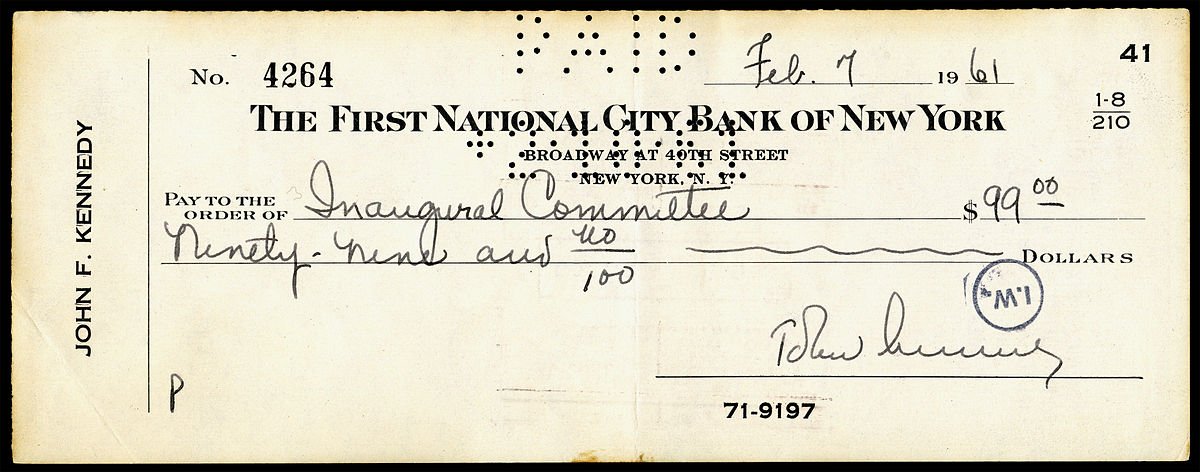 PAID
No. 4264
Feb. 7 1961
41
THE FIRST NATIONAL CITY BANK OF NEW YORK
1-8
210
BROADWAY AT 40TH STREET
NEW YORK, N. Y.
JOHN F. KENNEDY
PAY TO THE ORDER OF Inaugural Committee $99 00
Ninety-nine and no/100 DOLLARS
I.W.
John Kennedy
P
71-9197